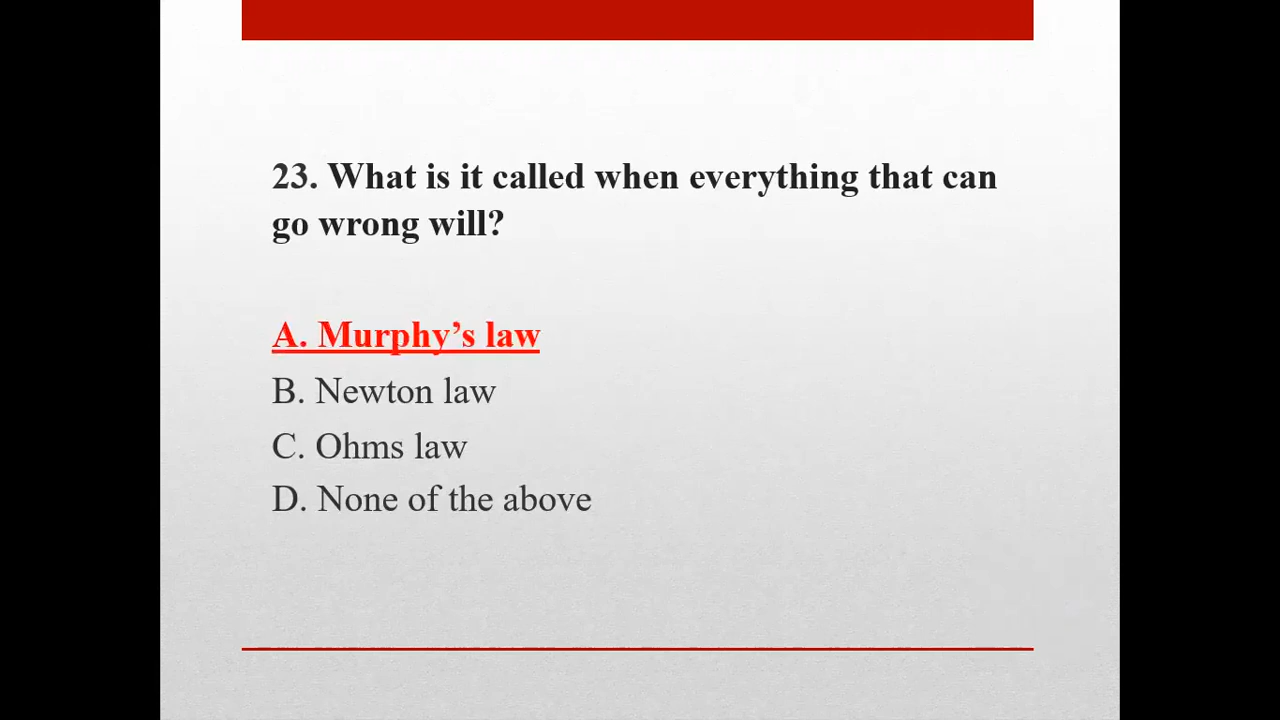 23. What is it called when everything that can
go wrong will?
A. Murphy’s law
B. Newton law
C. Ohms law
D. None of the above